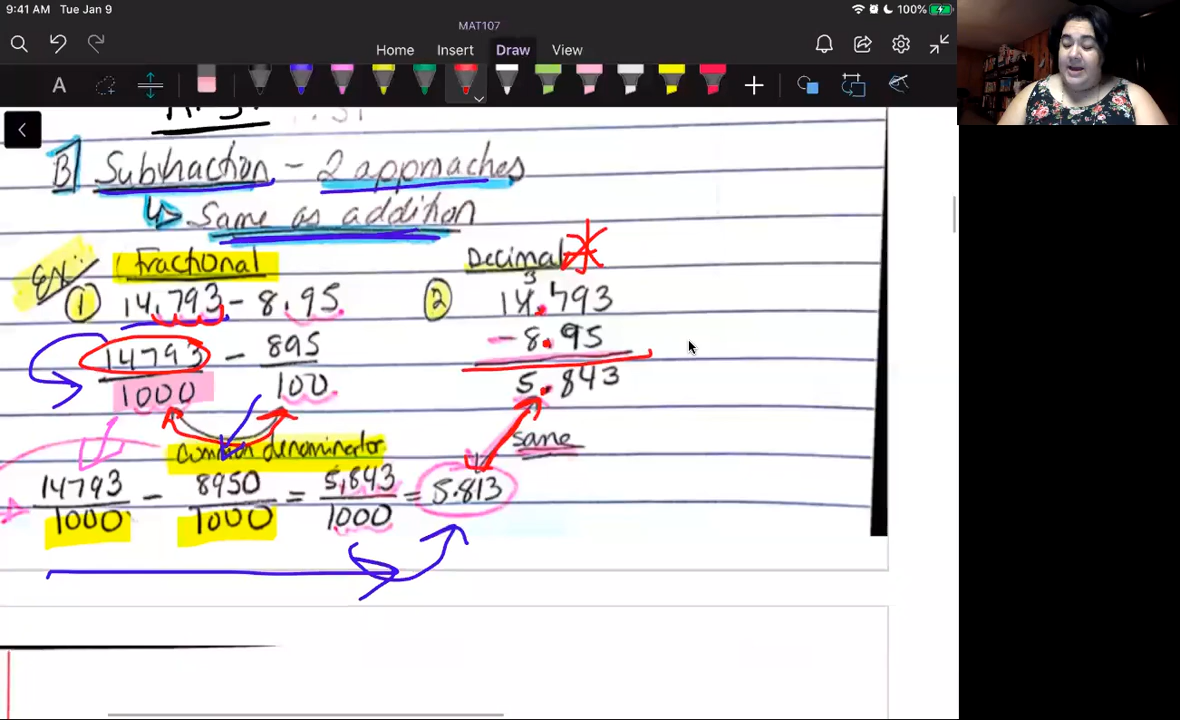 9:41 AM Tue Jan 9
100%
MAT107
Home Insert Draw View
A
B Subtraction - 2 approaches
↳ Same as addition
Ex:
Fractional
① 14.793 - 8.95
14793/1000 - 895/100
common denominator
14793/1000 - 8950/1000 = 5,843/1000 = 5.813
Decimal *
3
② 14.793
- 8.95
5.843
same